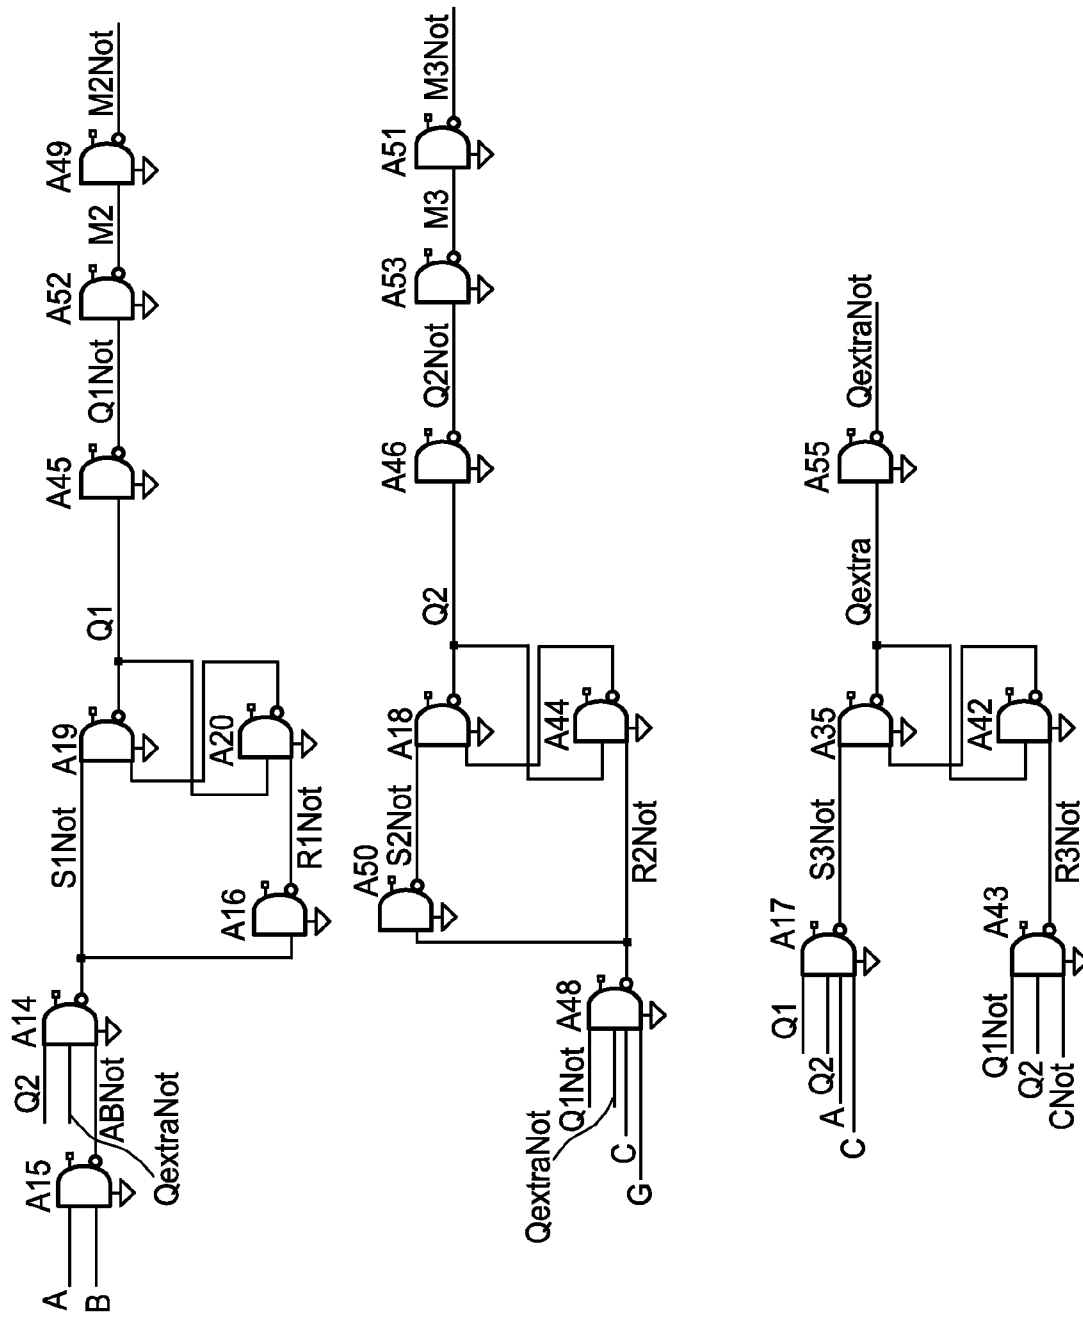 A
B
A15
ABNot
QextraNot
Q2
A14
S1Not
A16
R1Not
A19
A20
Q1
A45
Q1Not
A52
M2
A49
M2Not
QextraNot
Q1Not
C
G
A48
A50
S2Not
R2Not
A18
A44
Q2
A46
Q2Not
A53
M3
A51
M3Not
Q1
Q2
A
C
A17
S3Not
Q1Not
Q2
CNot
A43
R3Not
A35
A42
Qextra
A55
QextraNot